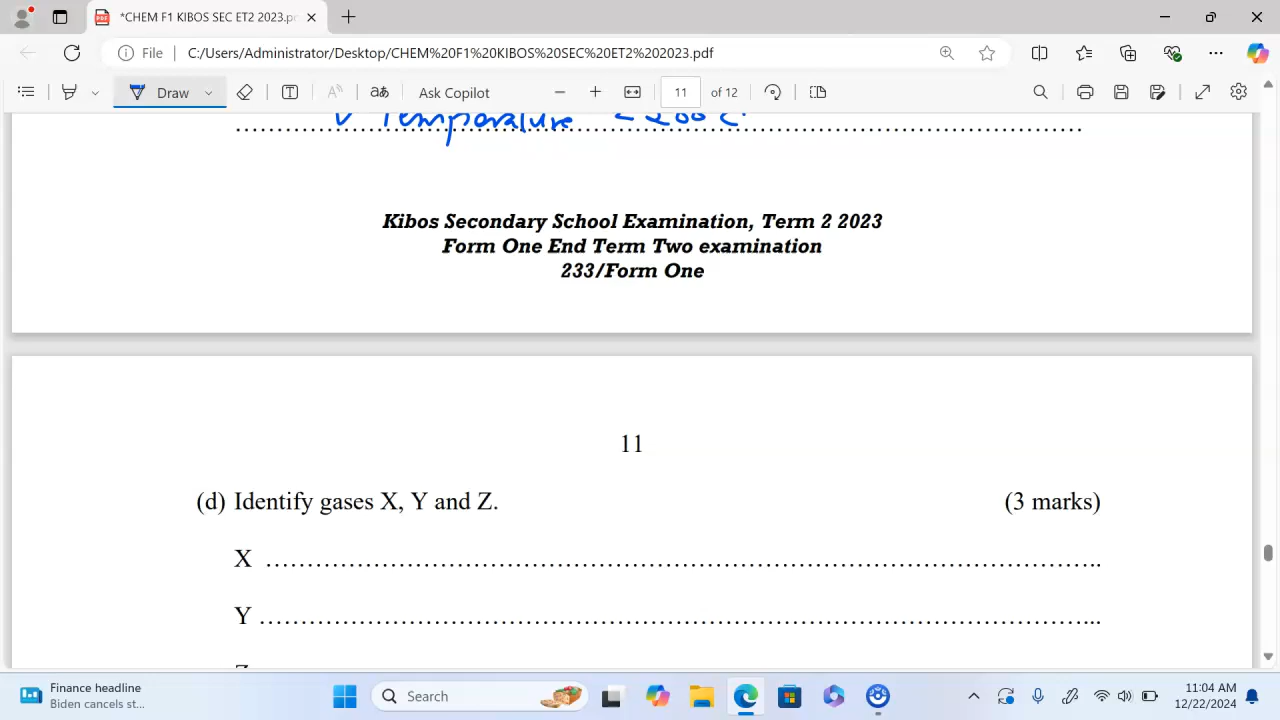 *CHEM F1 KIBOS SEC ET2 2023.p
File C:/Users/Administrator/Desktop/CHEM%20F1%20KIBOS%20SEC%20ET2%202023.pdf
Draw Ask Copilot 11 of 12
Temperature - 200°C
Kibos Secondary School Examination, Term 2 2023
Form One End Term Two examination
233/Form One
11
(d) Identify gases X, Y and Z. (3 marks)
X ……………………………………………………………………………………..
Y ……………………………………………………………………………………...
Finance headline
Biden cancels st...
Search
11:04 AM
12/22/2024